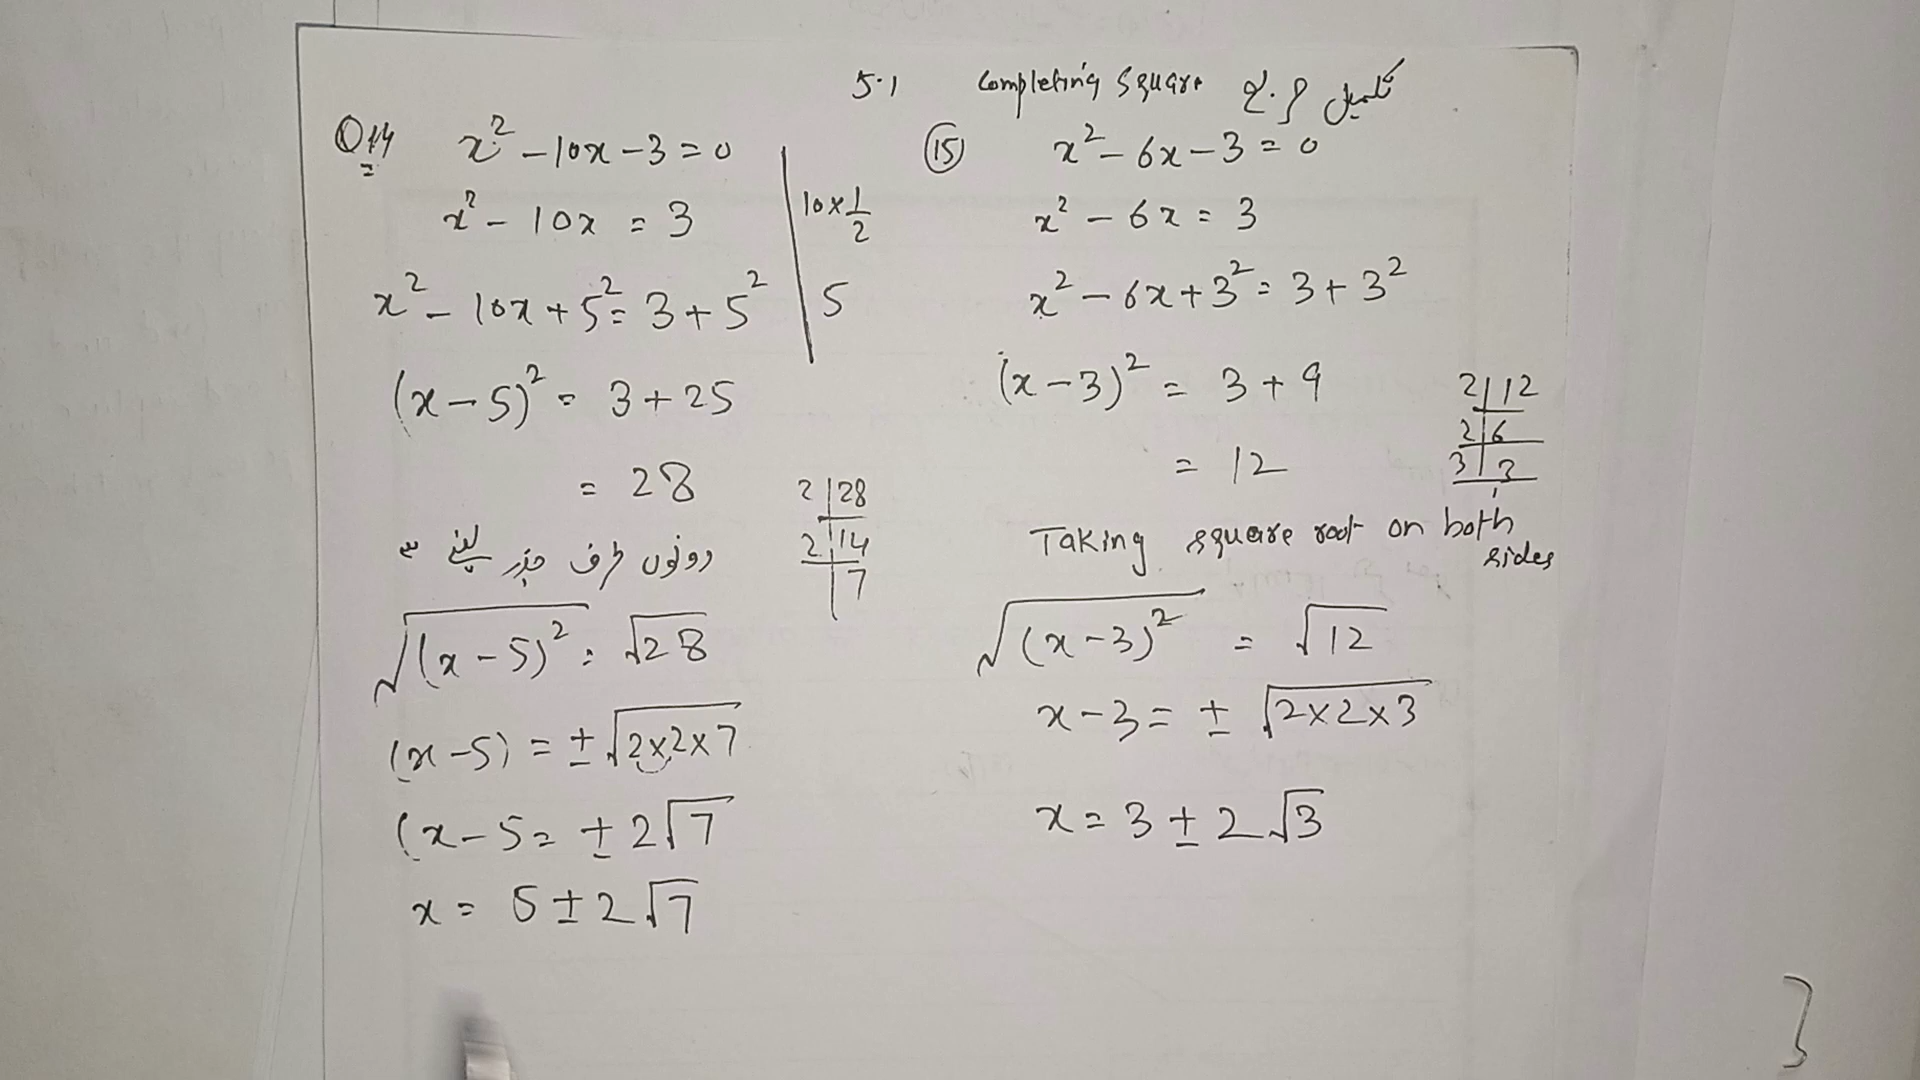 5.1 Completing Square تکمیل مربع
Q14 x² - 10x - 3 = 0
x² - 10x = 3
10 × 1/2
x² - 10x + 5² = 3 + 5²
5
(x - 5)² = 3 + 25
= 28
2 | 28
2 | 14
7
دونوں طرف جذر لینے سے
√(x - 5)² = √28
(x - 5) = ± √2×2×7
(x - 5 = ± 2√7
x = 5 ± 2√7
(15) x² - 6x - 3 = 0
x² - 6x = 3
x² - 6x + 3² = 3 + 3²
(x - 3)² = 3 + 9
= 12
2 | 12
2 | 6
3 | 3
1
Taking square root on both
sides
√(x - 3)² = √12
x - 3 = ± √2×2×3
x = 3 ± 2√3